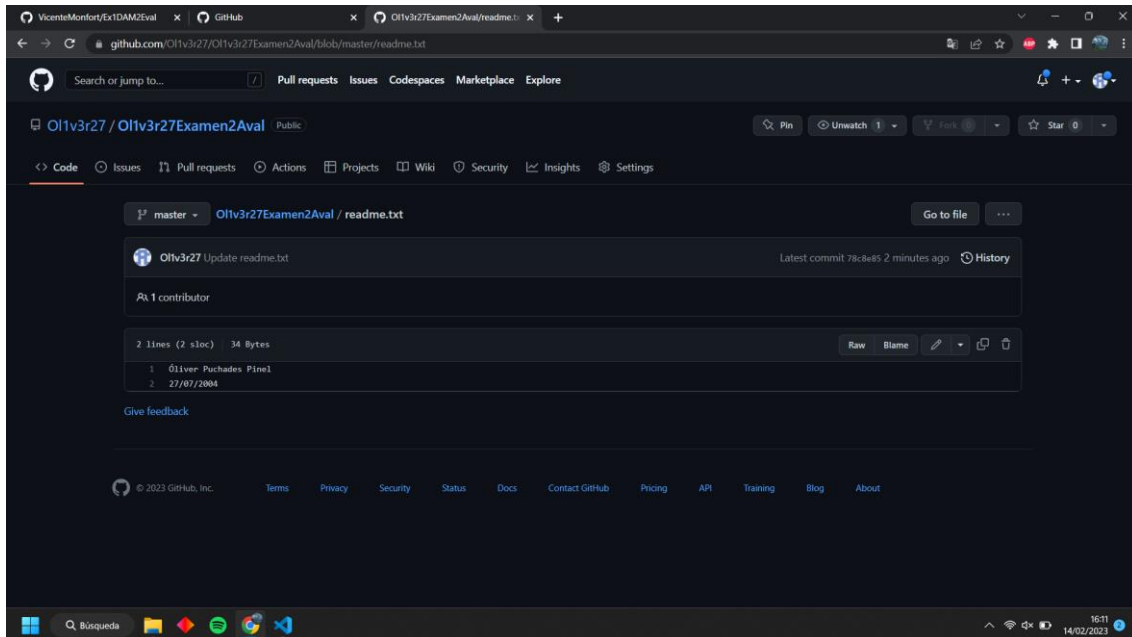 VicenteMonfort/Ex1DAM2Eval
GitHub
Ol1v3r27Examen2Aval/readme.t
github.com/Ol1v3r27/Ol1v3r27Examen2Aval/blob/master/readme.txt
Search or jump to...
/
Pull requests Issues Codespaces Marketplace Explore
Ol1v3r27 / Ol1v3r27Examen2Aval Public
Pin
Unwatch 1
Fork 0
Star 0
<> Code
Issues
Pull requests
Actions
Projects
Wiki
Security
Insights
Settings
master
Ol1v3r27Examen2Aval / readme.txt
Go to file
...
Ol1v3r27 Update readme.txt
Latest commit 78c8e85 2 minutes ago
History
1 contributor
2 lines (2 sloc) 34 Bytes
Raw
Blame
1 Óliver Puchades Pinel
2 27/07/2004
Give feedback
© 2023 GitHub, Inc.
Terms
Privacy
Security
Status
Docs
Contact GitHub
Pricing
API
Training
Blog
About
Búsqueda
16:11
14/02/2023
2